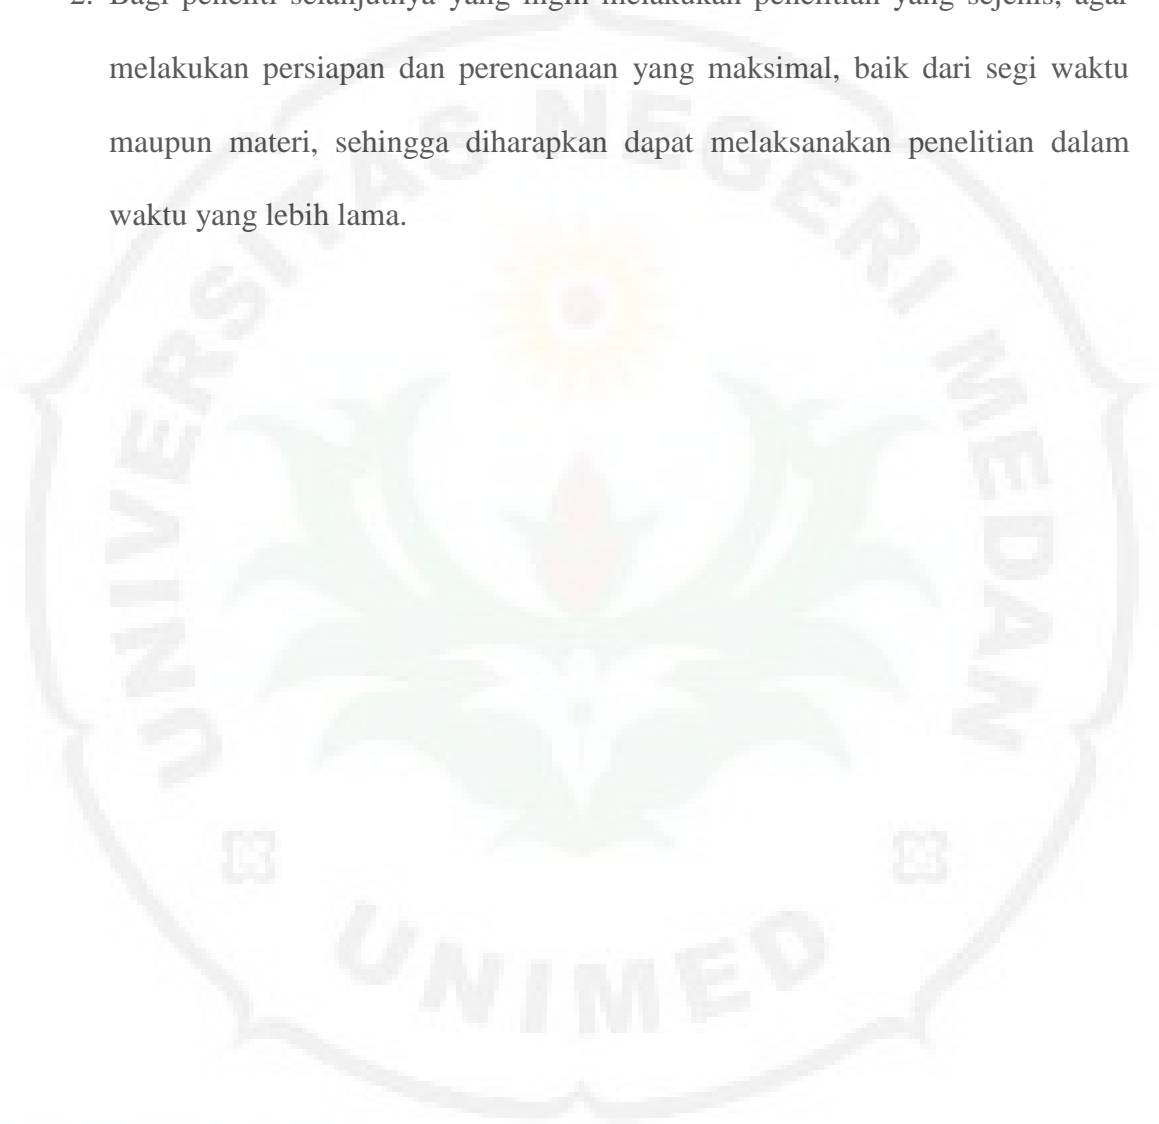 2. Bagi peneliti selanjutnya yang ingin melakukan penelitian yang sejenis, agar
melakukan persiapan dan perencanaan yang maksimal, baik dari segi waktu
maupun materi, sehingga diharapkan dapat melaksanakan penelitian dalam
waktu yang lebih lama.
UNIVERSITAS NEGERI MEDAN
UNIMED